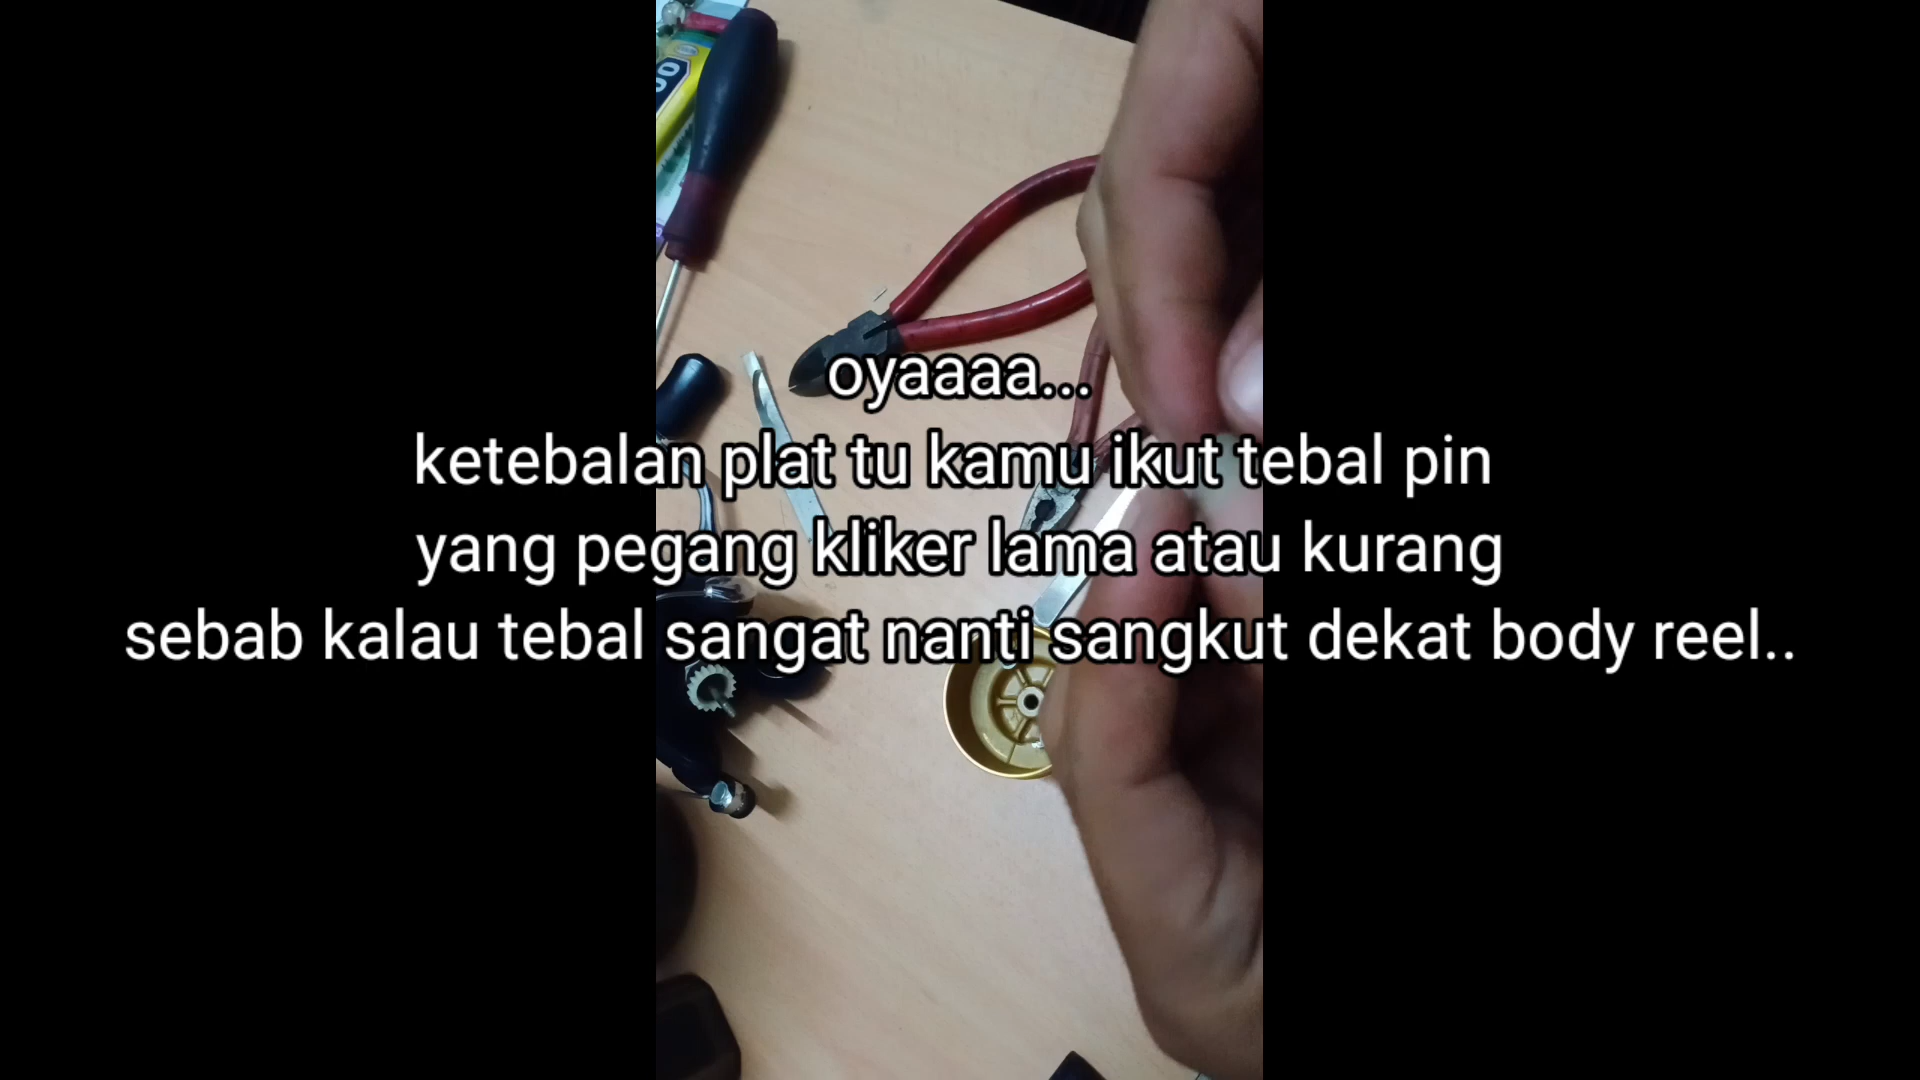 oyaaaa...
ketebalan plat tu kamu ikut tebal pin
yang pegang kliker lama atau kurang
sebab kalau tebal sangat nanti sangkut dekat body reel..